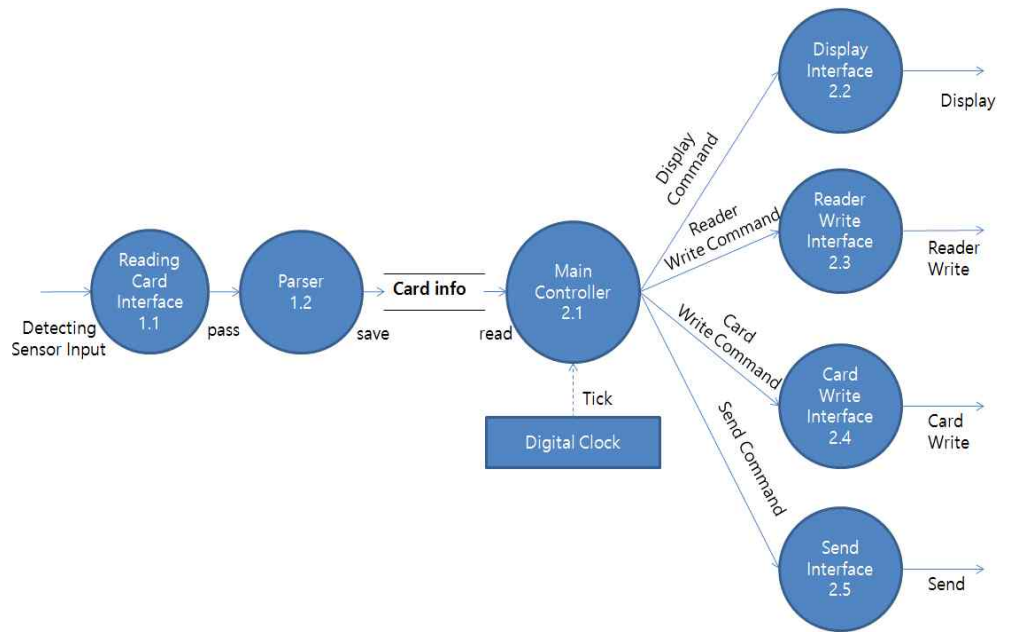 Detecting
Sensor Input
Reading
Card
Interface
1.1
pass
Parser
1.2
save
Card info
read
Main
Controller
2.1
Tick
Digital Clock
Display
Command
Display
Interface
2.2
Display
Reader
Write Command
Reader
Write
Interface
2.3
Reader
Write
Card
Write Command
Card
Write
Interface
2.4
Card
Write
Send Command
Send
Interface
2.5
Send